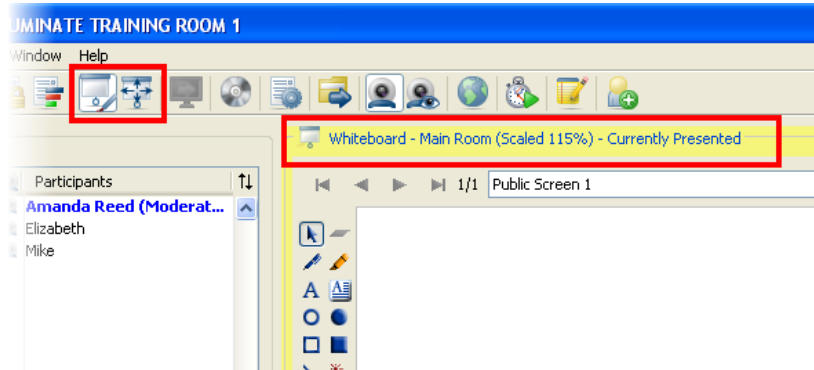 UMINATE TRAINING ROOM 1
Window Help
Whiteboard - Main Room (Scaled 115%) - Currently Presented
1/1 Public Screen 1
Participants
Amanda Reed (Moderat...
Elizabeth
Mike
A A